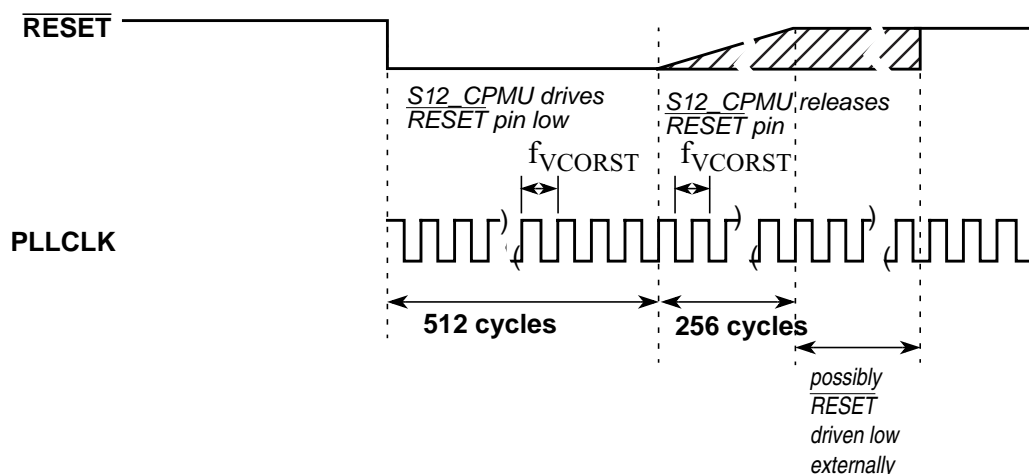 RESET
S12_CPMU drives
RESET pin low
S12_CPMU releases
RESET pin
fVCORST
fVCORST
PLLCLK
512 cycles
256 cycles
possibly
RESET
driven low
externally